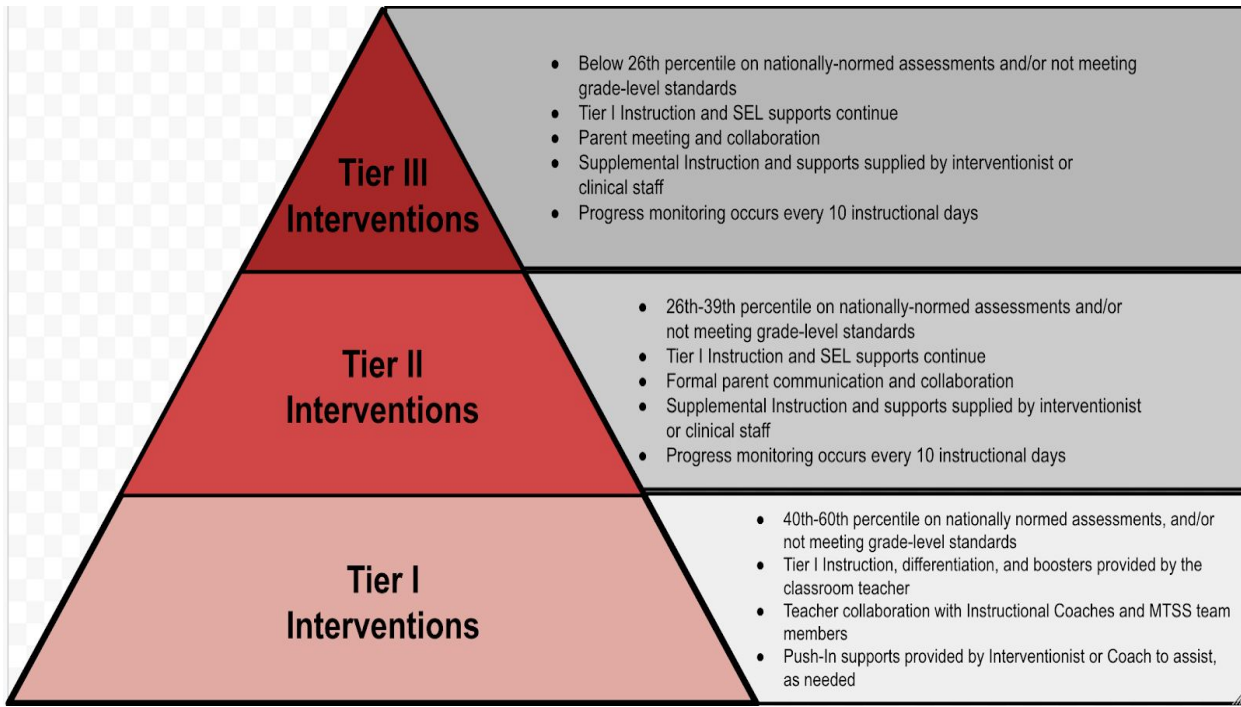 Tier III
Interventions
● Below 26th percentile on nationally-normed assessments and/or not meeting
grade-level standards
● Tier I Instruction and SEL supports continue
● Parent meeting and collaboration
● Supplemental Instruction and supports supplied by interventionist or
clinical staff
● Progress monitoring occurs every 10 instructional days
Tier II
Interventions
● 26th-39th percentile on nationally-normed assessments and/or
not meeting grade-level standards
● Tier I Instruction and SEL supports continue
● Formal parent communication and collaboration
● Supplemental Instruction and supports supplied by interventionist
or clinical staff
● Progress monitoring occurs every 10 instructional days
Tier I
Interventions
● 40th-60th percentile on nationally normed assessments, and/or
not meeting grade-level standards
● Tier I Instruction, differentiation, and boosters provided by the
classroom teacher
● Teacher collaboration with Instructional Coaches and MTSS team
members
● Push-In supports provided by Interventionist or Coach to assist,
as needed